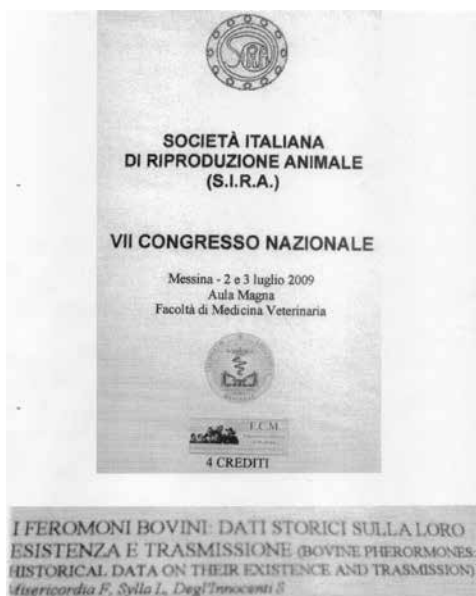 SIRA
SOCIETÀ ITALIANA
DI RIPRODUZIONE ANIMALE
(S.I.R.A.)
VII CONGRESSO NAZIONALE
Messina - 2 e 3 luglio 2009
Aula Magna
Facoltà di Medicina Veterinaria
E.C.M.
4 CREDITI
I FEROMONI BOVINI: DATI STORICI SULLA LORO
ESISTENZA E TRASMISSIONE (BOVINE PHERORMONES:
HISTORICAL DATA ON THEIR EXISTENCE AND TRASMISSION)
Misericordia F, Sylla L, Degl'Innocenti S